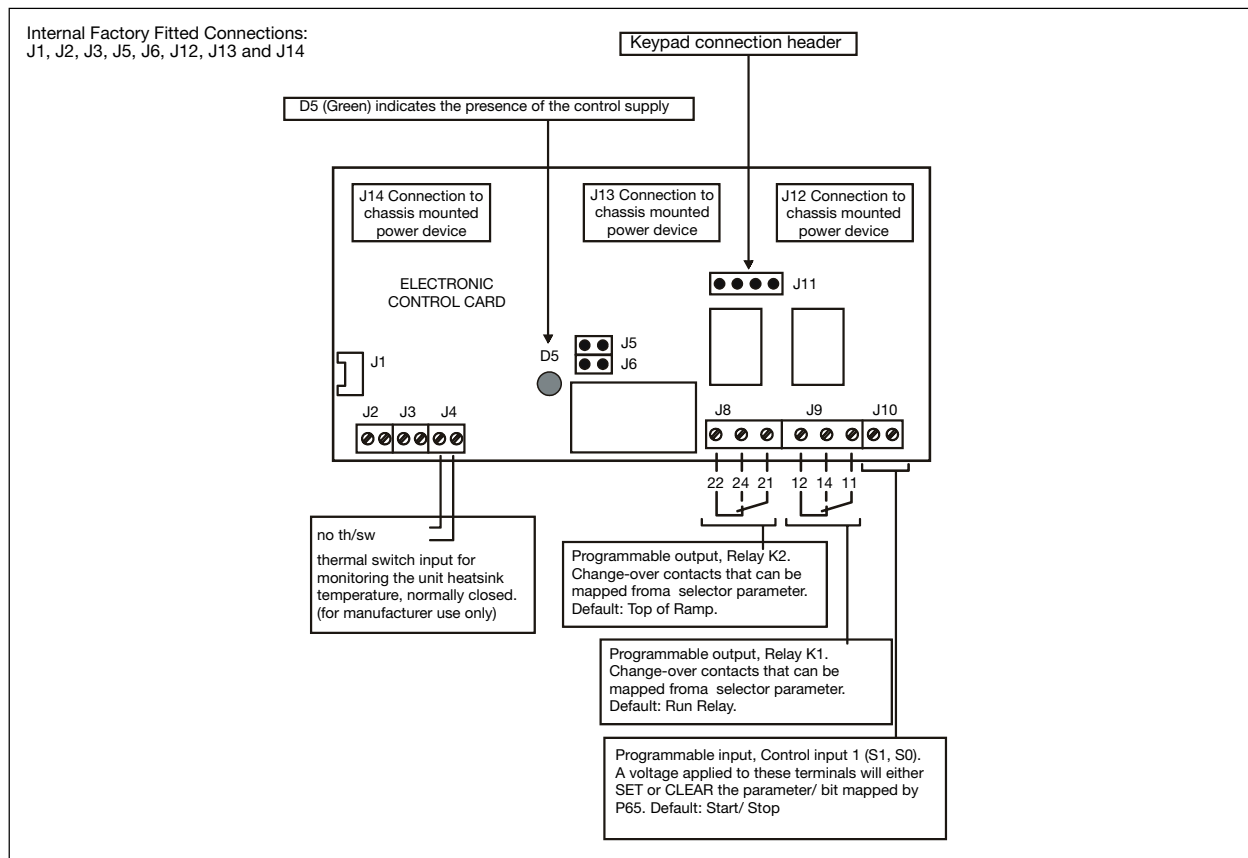 Internal Factory Fitted Connections:
J1, J2, J3, J5, J6, J12, J13 and J14
Keypad connection header
D5 (Green) indicates the presence of the control supply
J14 Connection to
chassis mounted
power device
J13 Connection to
chassis mounted
power device
J12 Connection to
chassis mounted
power device
ELECTRONIC
CONTROL CARD
J11
J1
D5
J5
J6
J2
J3
J4
J8
J9
J10
22 24 21
12 14 11
no th/sw
thermal switch input for
monitoring the unit heatsink
temperature, normally closed.
(for manufacturer use only)
Programmable output, Relay K2.
Change-over contacts that can be
mapped froma selector parameter.
Default: Top of Ramp.
Programmable output, Relay K1.
Change-over contacts that can be
mapped froma selector parameter.
Default: Run Relay.
Programmable input, Control input 1 (S1, S0).
A voltage applied to these terminals will either
SET or CLEAR the parameter/ bit mapped by
P65. Default: Start/ Stop